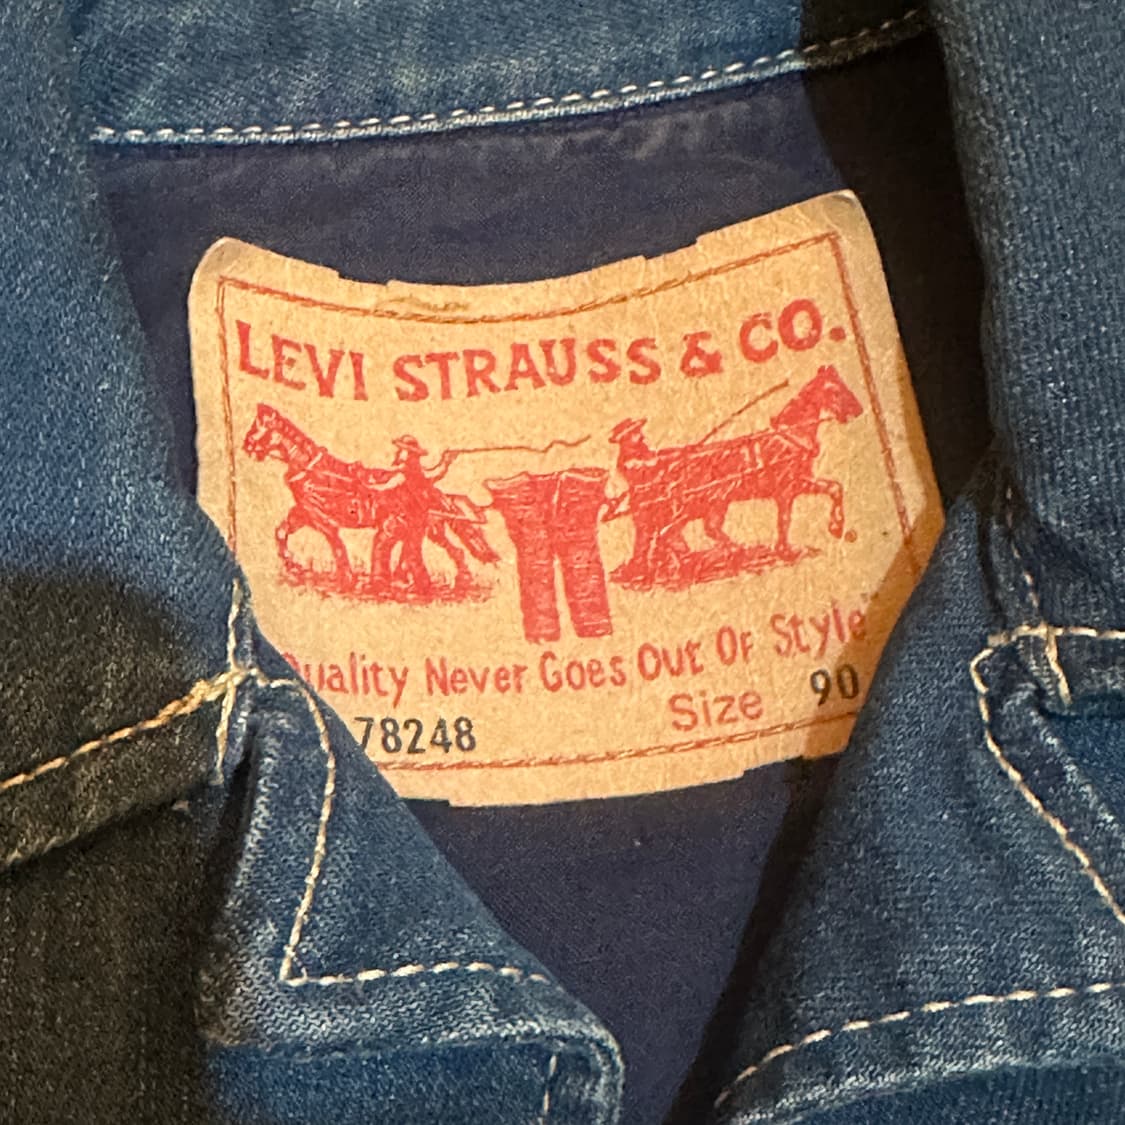 LEVI STRAUSS & CO.
Quality Never Goes Out Of Style
78248 Size 90